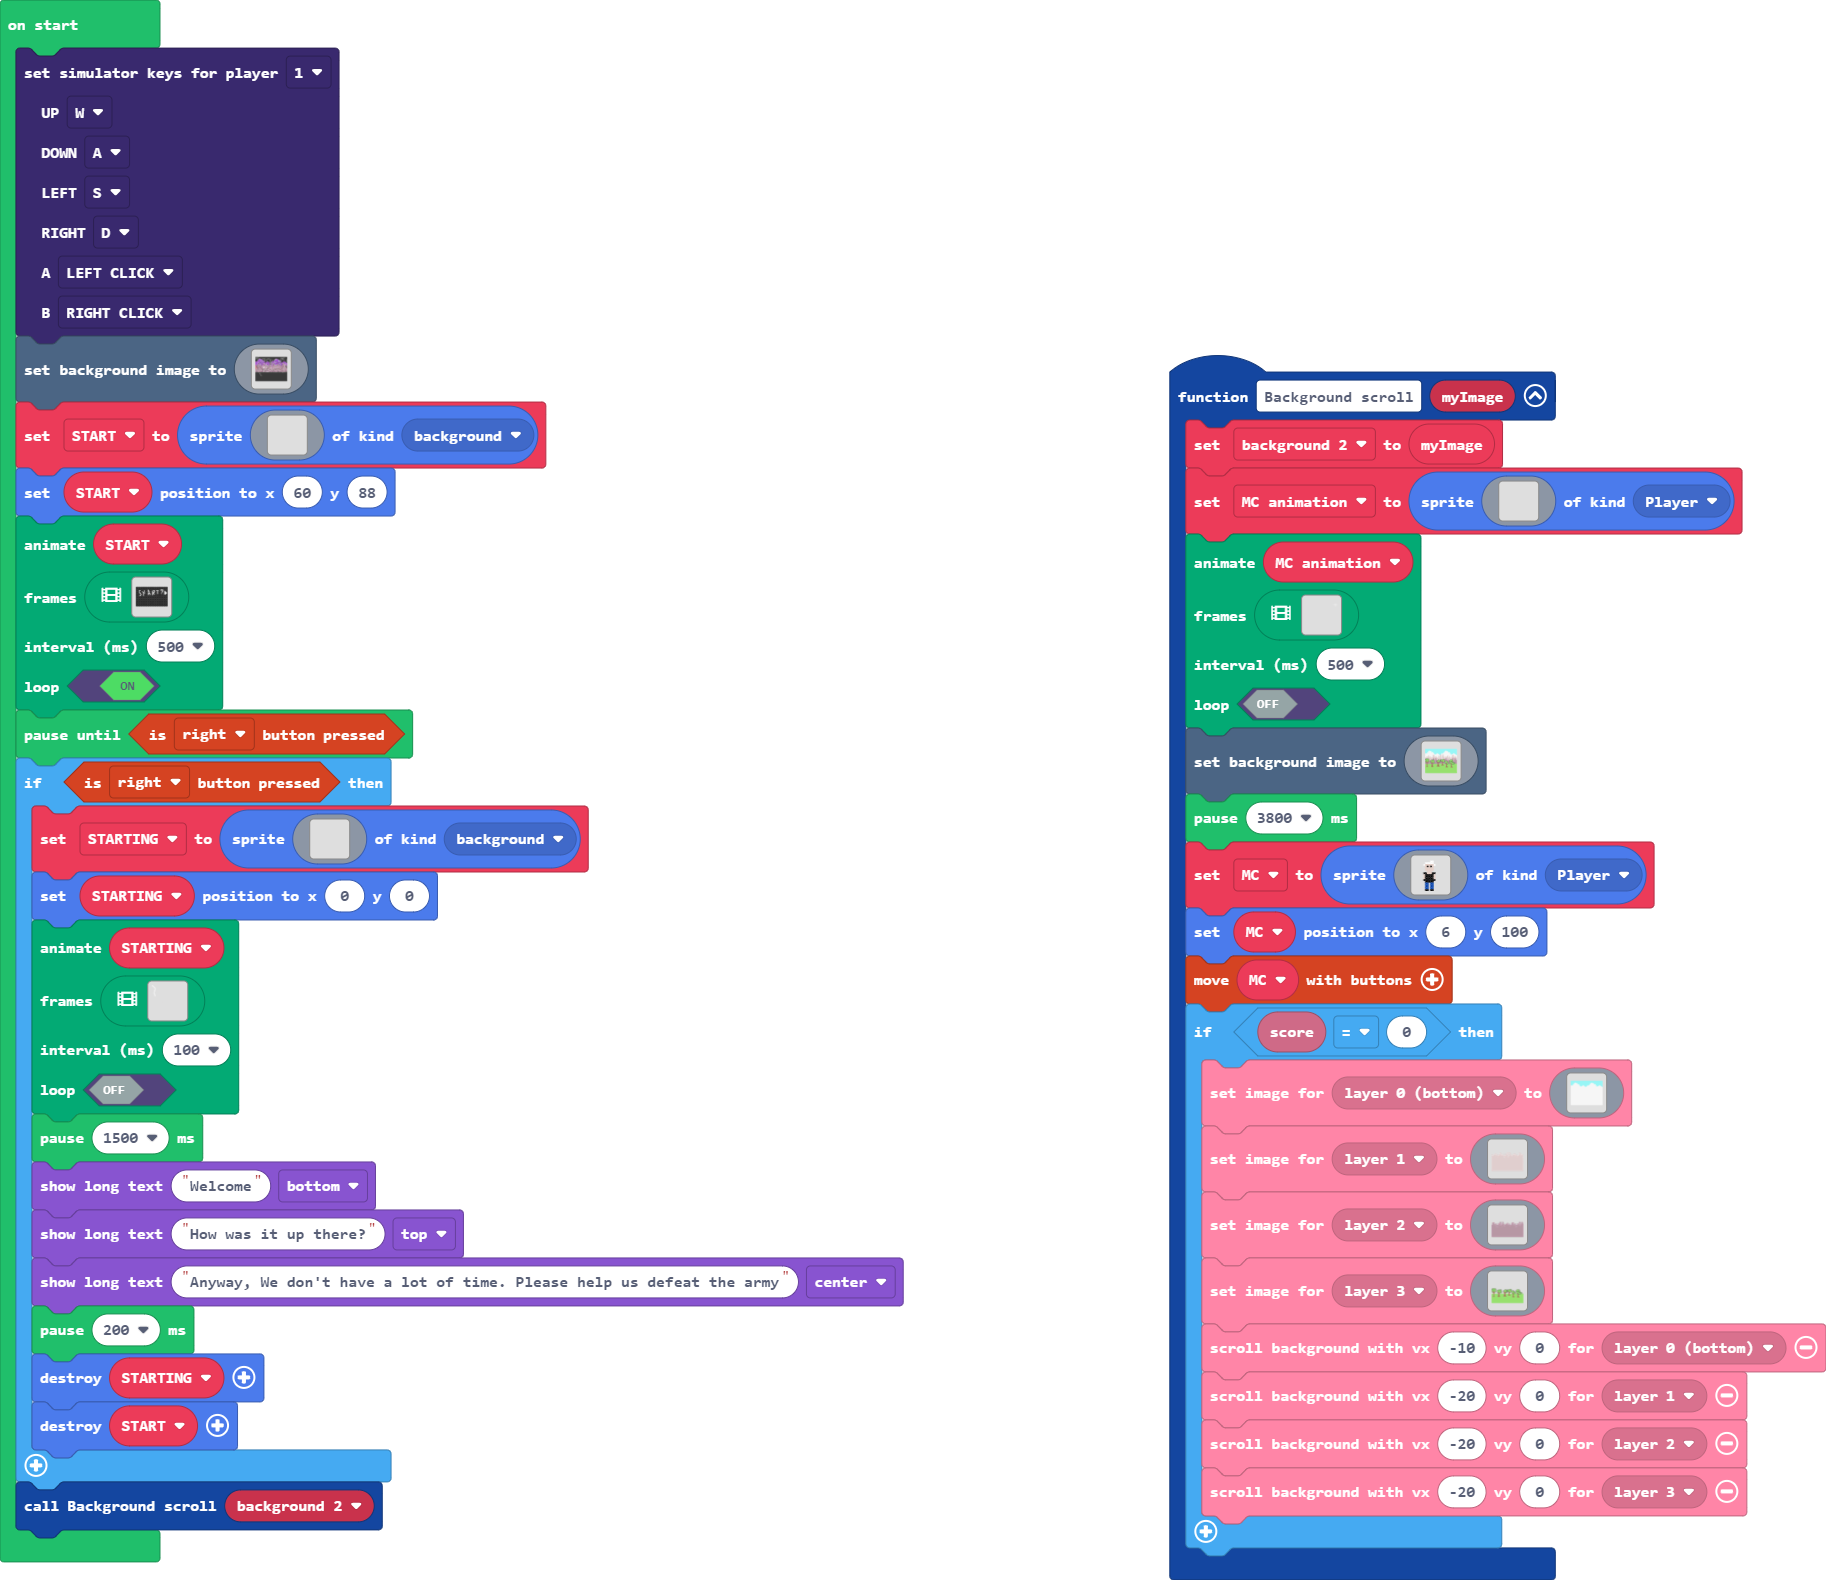 on start
set simulator keys for player 1
UP W
DOWN A
LEFT S
RIGHT D
A LEFT CLICK
B RIGHT CLICK
set background image to
set START to sprite of kind background
set START position to x 60 y 88
animate START
frames
interval (ms) 500
loop ON
pause until is right button pressed
if is right button pressed then
set STARTING to sprite of kind background
set STARTING position to x 0 y 0
animate STARTING
frames
interval (ms) 100
loop OFF
pause 1500 ms
show long text "Welcome" bottom
show long text "How was it up there?" top
show long text "Anyway, We don't have a lot of time. Please help us defeat the army" center
pause 200 ms
destroy STARTING
destroy START
call Background scroll background 2
function Background scroll myImage
set background 2 to myImage
set MC animation to sprite of kind Player
animate MC animation
frames
interval (ms) 500
loop OFF
set background image to
pause 3800 ms
set MC to sprite of kind Player
set MC position to x 6 y 100
move MC with buttons
if score = 0 then
set image for layer 0 (bottom) to
set image for layer 1 to
set image for layer 2 to
set image for layer 3 to
scroll background with vx -10 vy 0 for layer 0 (bottom)
scroll background with vx -20 vy 0 for layer 1
scroll background with vx -20 vy 0 for layer 2
scroll background with vx -20 vy 0 for layer 3